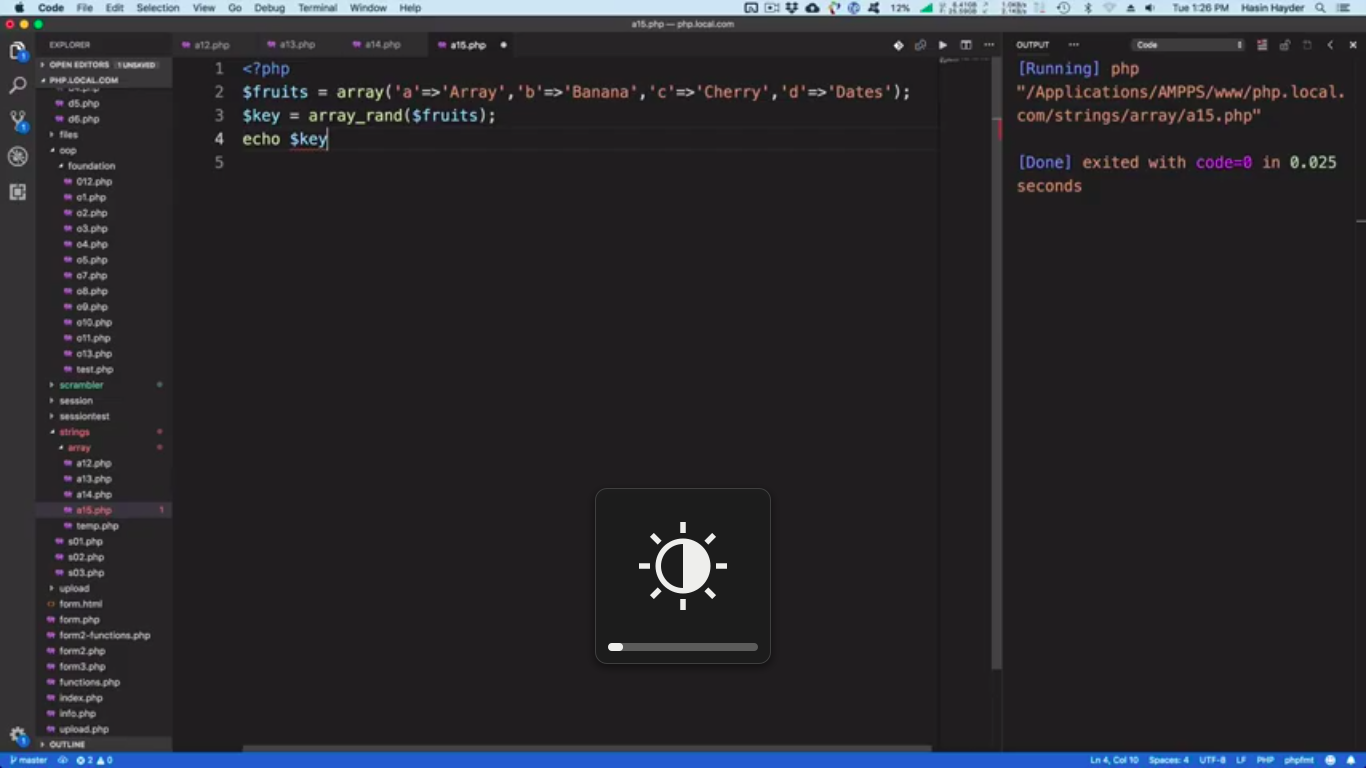 Code File Edit Selection View Go Debug Terminal Window Help 12% Tue 1:26 PM Hasin Hayder
a15.php — php.local.com
EXPLORER
OPEN EDITORS 1 UNSAVED
PHP.LOCAL.COM
d5.php
d6.php
files
oop
foundation
012.php
o1.php
o2.php
o3.php
o4.php
o5.php
o7.php
o8.php
o9.php
o10.php
o11.php
o13.php
test.php
scrambler
session
sessiontest
strings
array
a12.php
a13.php
a14.php
a15.php 1
temp.php
s01.php
s02.php
s03.php
upload
form.html
form.php
form2-functions.php
form2.php
form3.php
functions.php
index.php
info.php
upload.php
OUTLINE
a12.php a13.php a14.php a15.php
1 <?php
2 $fruits = array('a'=>'Array','b'=>'Banana','c'=>'Cherry','d'=>'Dates');
3 $key = array_rand($fruits);
4 echo $key
5
OUTPUT ··· Code
[Running] php
"/Applications/AMPPS/www/php.local.
com/strings/array/a15.php"
[Done] exited with code=0 in 0.025
seconds
master 2 0 Ln 4, Col 10 Spaces: 4 UTF-8 LF PHP phpfmt